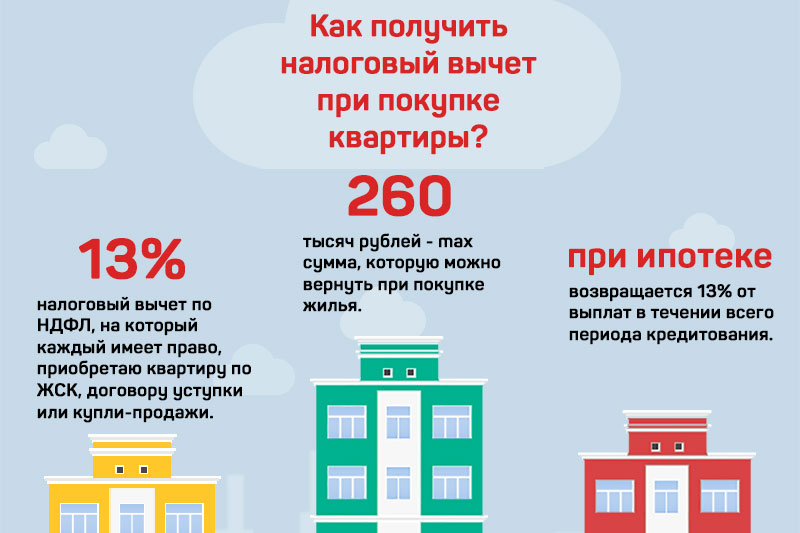 Как получить
налоговый вычет
при покупке
квартиры?
13%
налоговый вычет по
НДФЛ, на который
каждый имеет право,
приобретаю квартиру по
ЖСК, договору уступки
или купли-продажи.
260
тысяч рублей - max
сумма, которую можно
вернуть при покупке
жилья.
при ипотеке
возвращается 13% от
выплат в течении всего
периода кредитования.